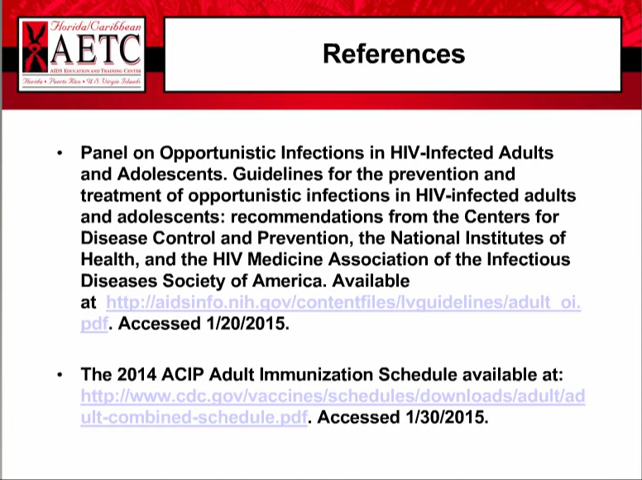 Florida/Caribbean
AETC
AIDS EDUCATION AND TRAINING CENTER
Florida • Puerto Rico • U.S. Virgin Islands
References
• Panel on Opportunistic Infections in HIV-Infected Adults
and Adolescents. Guidelines for the prevention and
treatment of opportunistic infections in HIV-infected adults
and adolescents: recommendations from the Centers for
Disease Control and Prevention, the National Institutes of
Health, and the HIV Medicine Association of the Infectious
Diseases Society of America. Available
at http://aidsinfo.nih.gov/contentfiles/lvguidelines/adult_oi.
pdf. Accessed 1/20/2015.
• The 2014 ACIP Adult Immunization Schedule available at:
http://www.cdc.gov/vaccines/schedules/downloads/adult/ad
ult-combined-schedule.pdf. Accessed 1/30/2015.